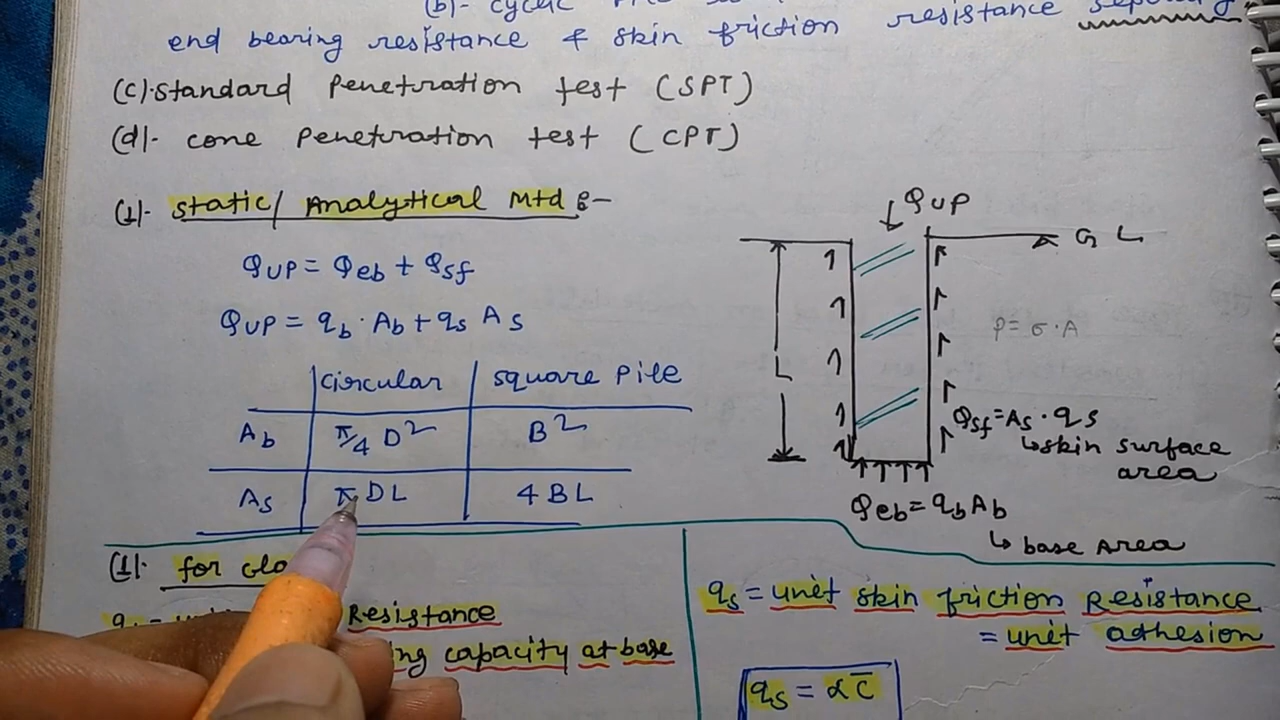 (b)- cyclic
end bearing resistance & skin friction resistance
(c)- standard Penetration test (SPT)
(d)- cone Penetration test (CPT)
(1)- static/ Analytical Mtd :-
QUP = Qeb + Qsf
QUP = qb · Ab + qs As
circular square Pile
Ab π/4 D² B²
As π DL 4BL
QUP
G L
L
P = σ · A
Qsf = As · qs
↳ skin surface area
Qeb = qb Ab
↳ base Area
(1)- for
Resistance
capacity at base
qs = unit skin friction Resistance
= unit adhesion
qs = α c̄